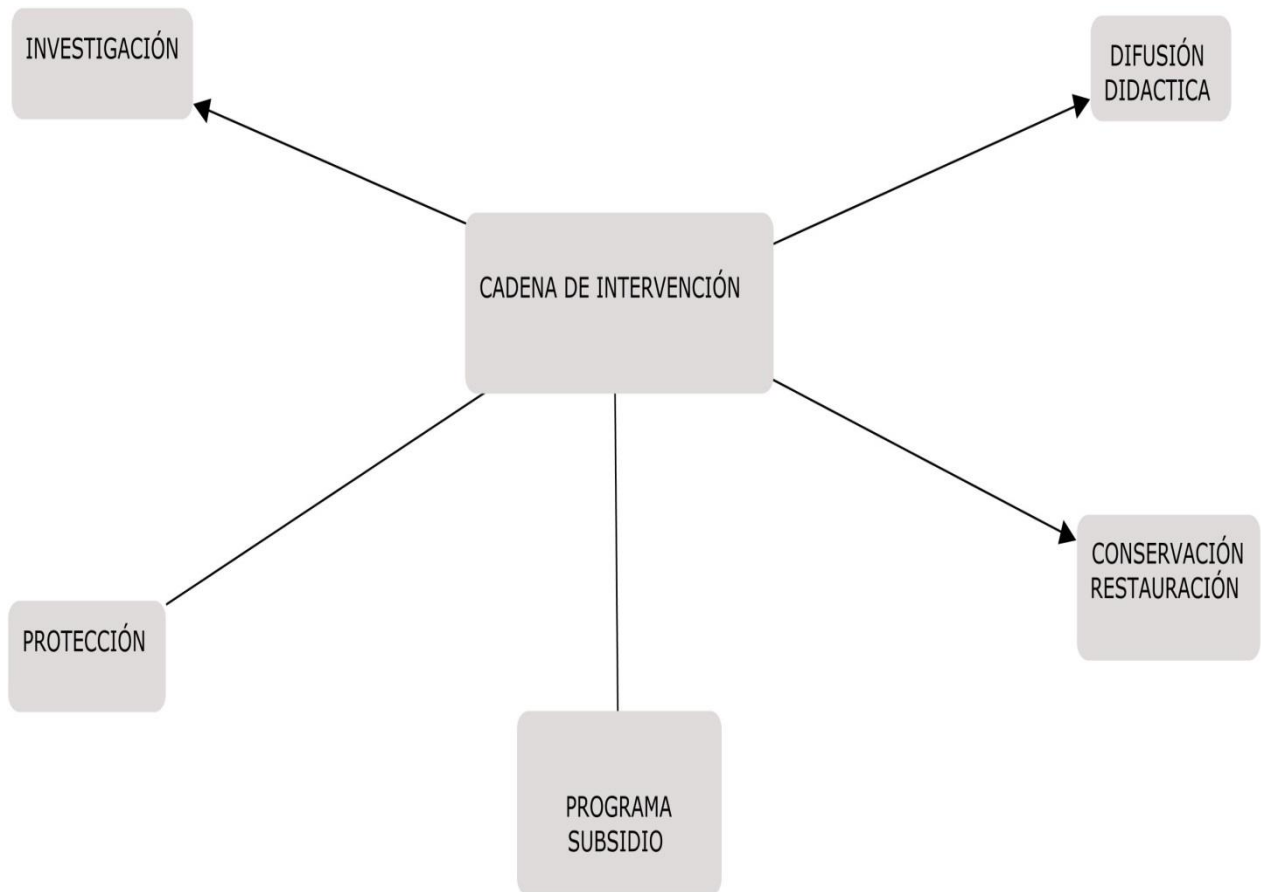 INVESTIGACIÓN
DIFUSIÓN
DIDACTICA
CADENA DE INTERVENCIÓN
CONSERVACIÓN
RESTAURACIÓN
PROTECCIÓN
PROGRAMA
SUBSIDIO